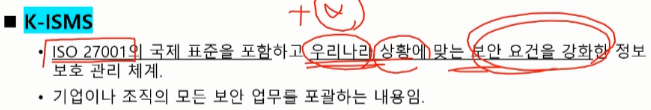 ■ K-ISMS
• ISO 27001의 국제 표준을 포함하고 우리나라 상황에 맞는 보안 요건을 강화한 정보
보호 관리 체계.
• 기업이나 조직의 모든 보안 업무를 포괄하는 내용임.